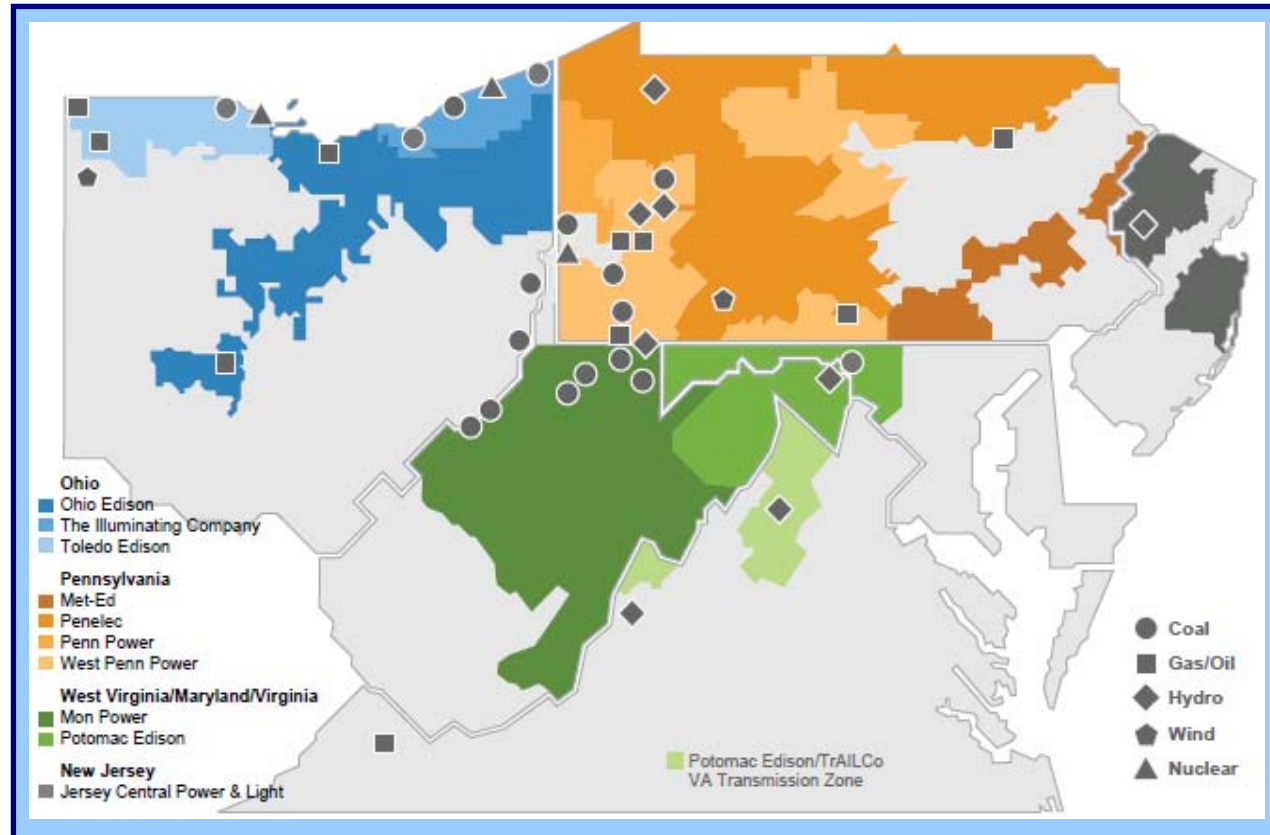 Ohio
Ohio Edison
The Illuminating Company
Toledo Edison
Pennsylvania
Met-Ed
Penelec
Penn Power
West Penn Power
West Virginia/Maryland/Virginia
Mon Power
Potomac Edison
New Jersey
Jersey Central Power & Light
Potomac Edison/TrAILCo
VA Transmission Zone
Coal
Gas/Oil
Hydro
Wind
Nuclear